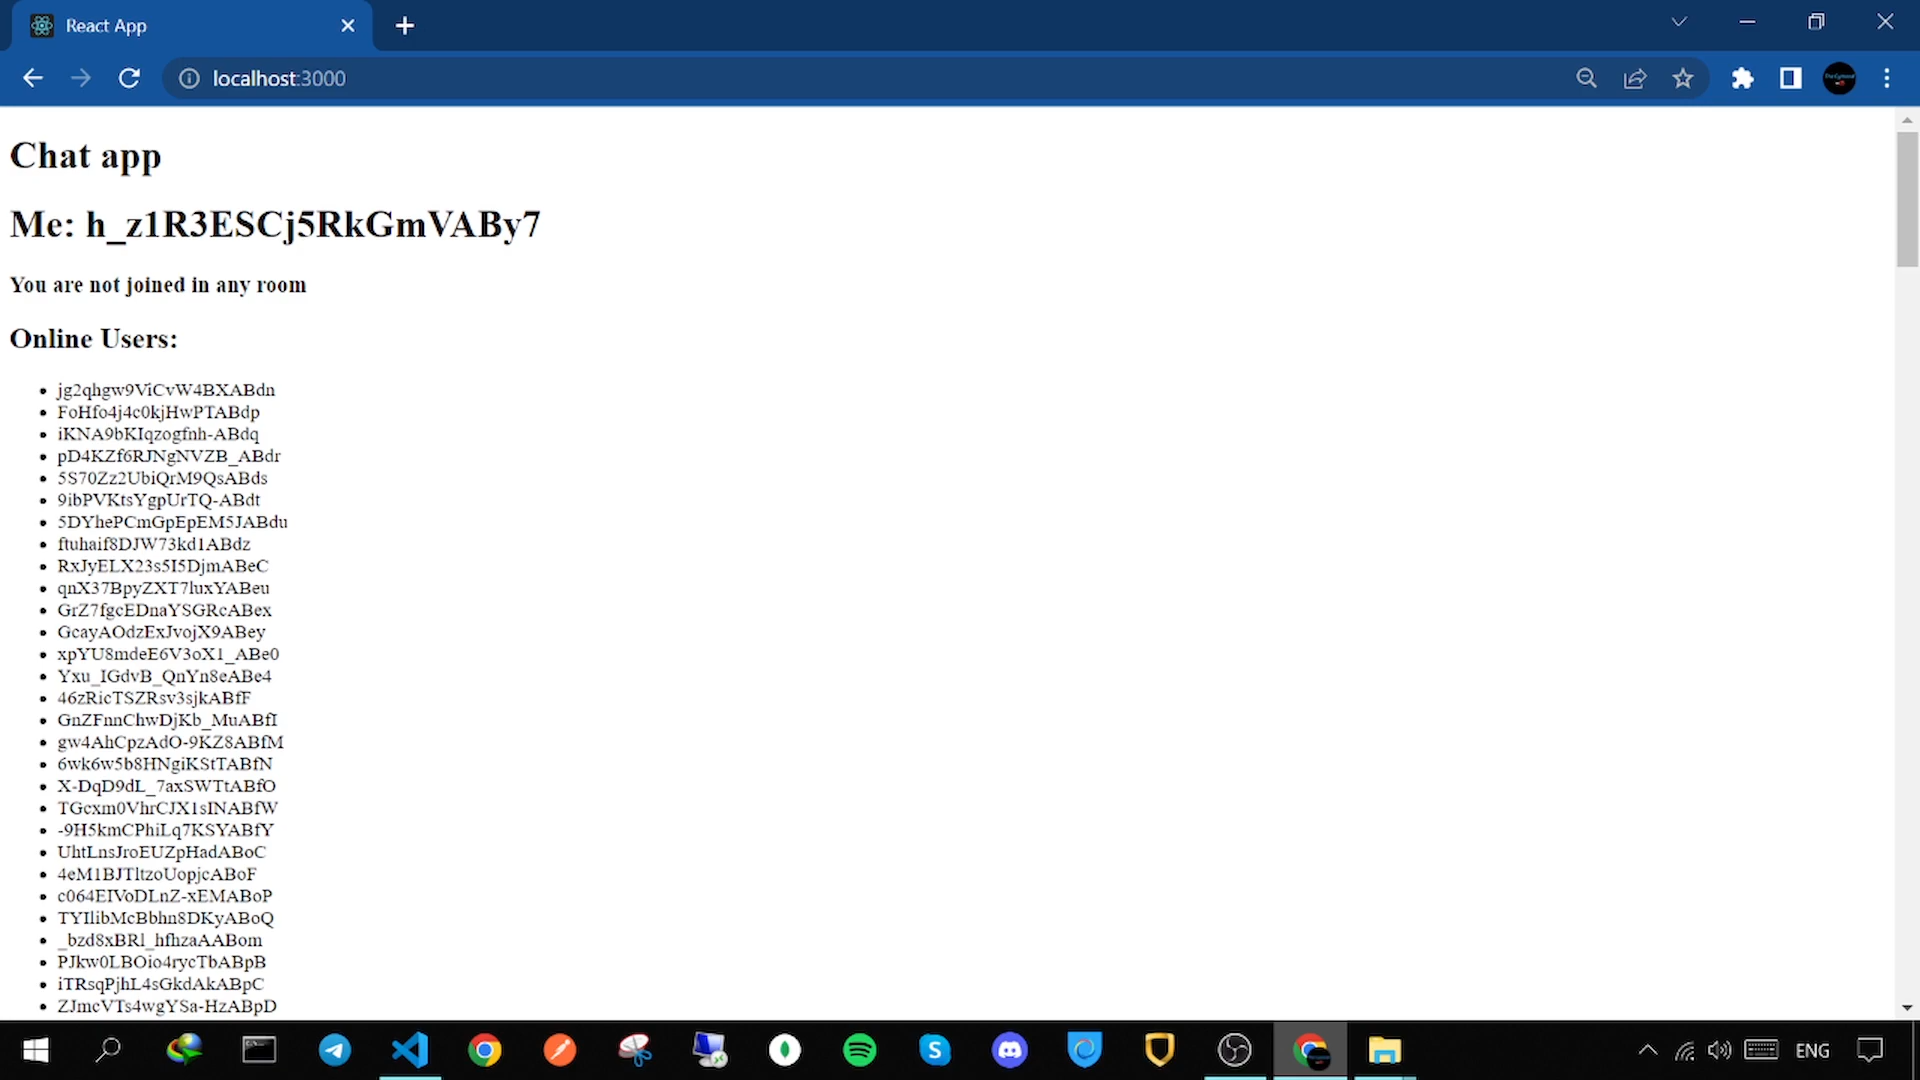 React App
localhost:3000
Chat app
Me: h_z1R3ESCj5RkGmVABy7
You are not joined in any room
Online Users:
jg2qhgw9ViCvW4BXABdn
FoHfo4j4c0kjHwPTABdp
iKNA9bKIqzogfnh-ABdq
pD4KZf6RJNgNVZB_ABdr
5S70Zz2UbiQrM9QsABds
9ibPVKtsYgpUrTQ-ABdt
5DYhePCmGpEpEM5JABdu
ftuhaif8DJW73kd1ABdz
RxJyELX23s5I5DjmABeC
qnX37BpyZXT7luxYABeu
GrZ7fgcEDnaYSGRcABex
GcayAOdzExJvojX9ABey
xpYU8mdeE6V3oX1_ABe0
Yxu_IGdvB_QnYn8eABe4
46zRicTSZRsv3sjkABfF
GnZFnnChwDjKb_MuABfI
gw4AhCpzAdO-9KZ8ABfM
6wk6w5b8HNgiKStTABfN
X-DqD9dL_7axSWTtABfO
TGcxm0VhrCJX1sINABfW
-9H5kmCPhiLq7KSYABfY
UhtLnsJroEUZpHadABoC
4eM1BJTltzoUopjcABoF
c064EIVoDLnZ-xEMABoP
TYIlibMcBbhn8DKyABoQ
_bzd8xBRl_hfhzaAABom
PJkw0LBOio4rycTbABpB
iTRsqPjhL4sGkdAkABpC
ZJmcVTs4wgYSa-HzABpD
ENG